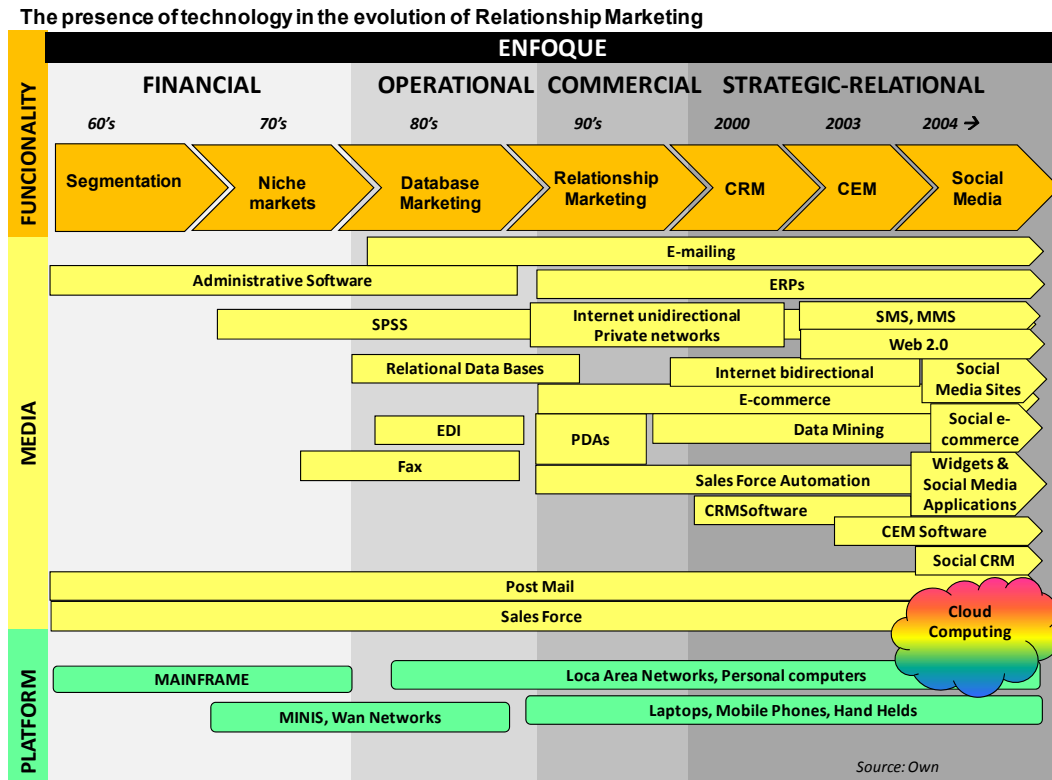 The presence of technology in the evolution of Relationship Marketing
ENFOQUE
FUNCIONALITY
FINANCIAL
OPERATIONAL
COMMERCIAL
STRATEGIC-RELATIONAL
60's
70's
80's
90's
2000
2003
2004 →
Segmentation
Niche
markets
Database
Marketing
Relationship
Marketing
CRM
CEM
Social
Media
MEDIA
E-mailing
Administrative Software
ERPs
SPSS
Internet unidirectional
Private networks
SMS, MMS
Web 2.0
Relational Data Bases
Internet bidirectional
Social
Media Sites
E-commerce
EDI
PDAs
Data Mining
Social e-
commerce
Fax
Sales Force Automation
Widgets &
Social Media
Applications
CRMSoftware
CEM Software
Social CRM
Post Mail
Sales Force
Cloud
Computing
PLATFORM
MAINFRAME
Loca Area Networks, Personal computers
MINIS, Wan Networks
Laptops, Mobile Phones, Hand Helds
Source: Own